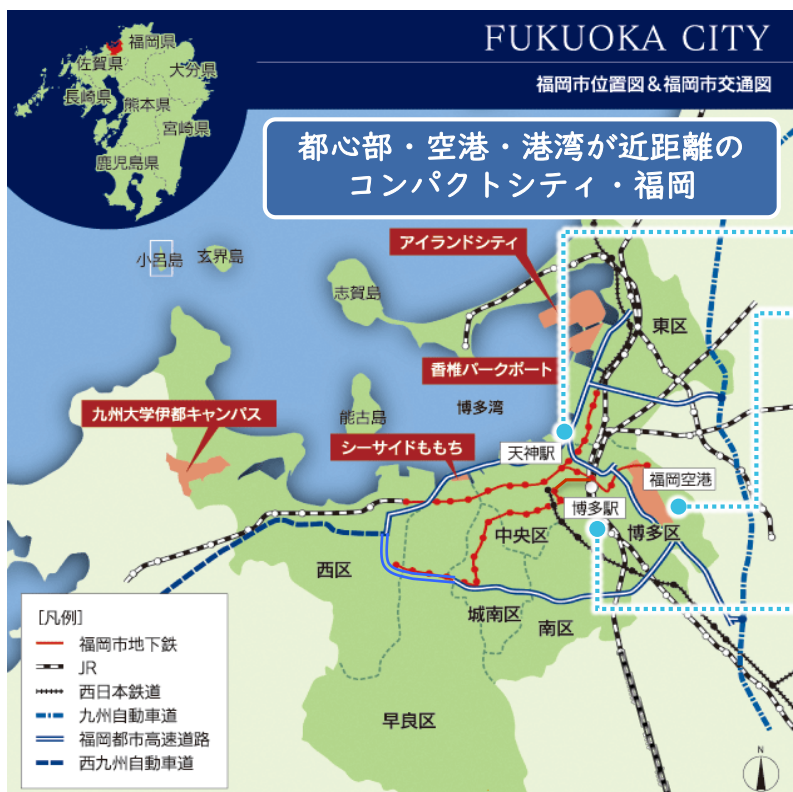 FUKUOKA CITY
福岡市位置図&福岡市交通図
福岡県
佐賀県
大分県
長崎県
熊本県
宮崎県
鹿児島県
都心部・空港・港湾が近距離の
コンパクトシティ・福岡
アイランドシティ
小呂島
玄界島
志賀島
東区
香椎パークポート
九州大学伊都キャンパス
能古島
博多湾
シーサイドももち
天神駅
福岡空港
博多駅
中央区
博多区
西区
城南区
南区
早良区
[凡例]
福岡市地下鉄
JR
西日本鉄道
九州自動車道
福岡都市高速道路
西九州自動車道
N